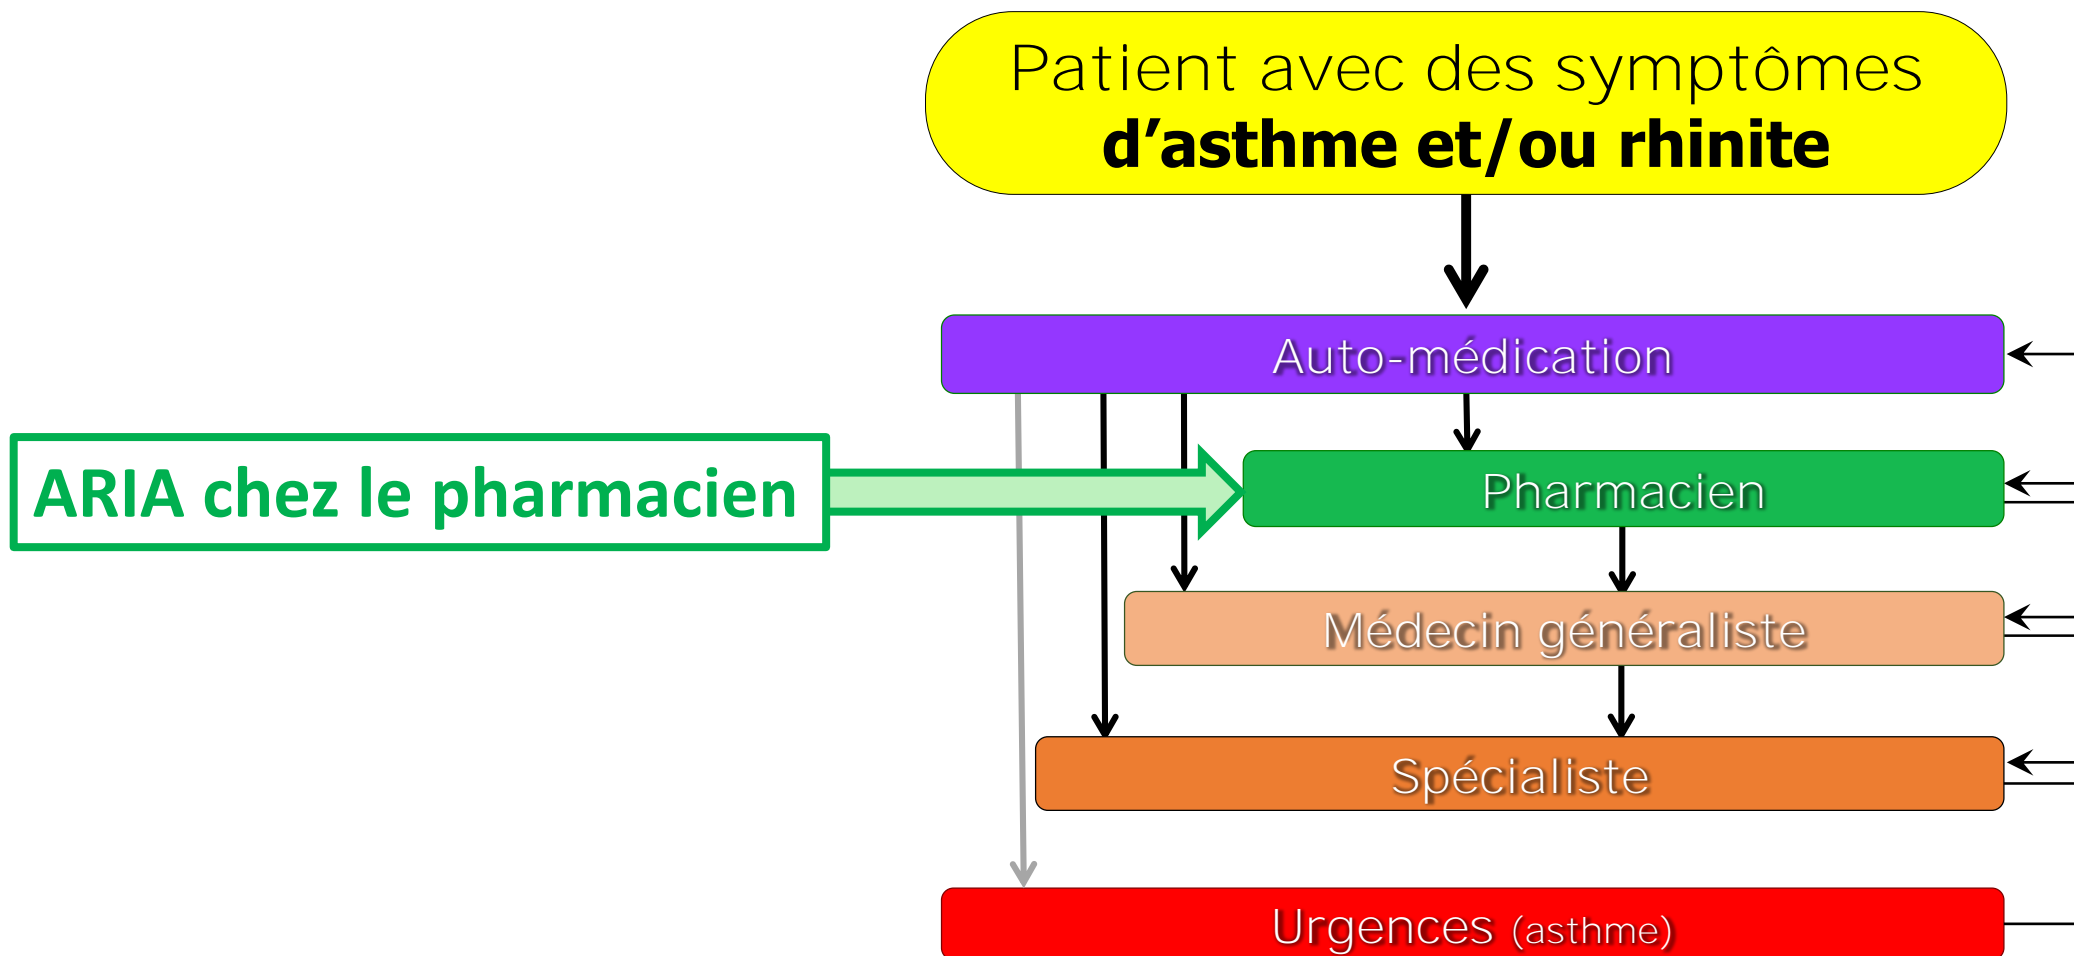 Patient avec des symptômes
d’asthme et/ou rhinite
Auto-médication
ARIA chez le pharmacien
Pharmacien
Médecin généraliste
Spécialiste
Urgences (asthme)